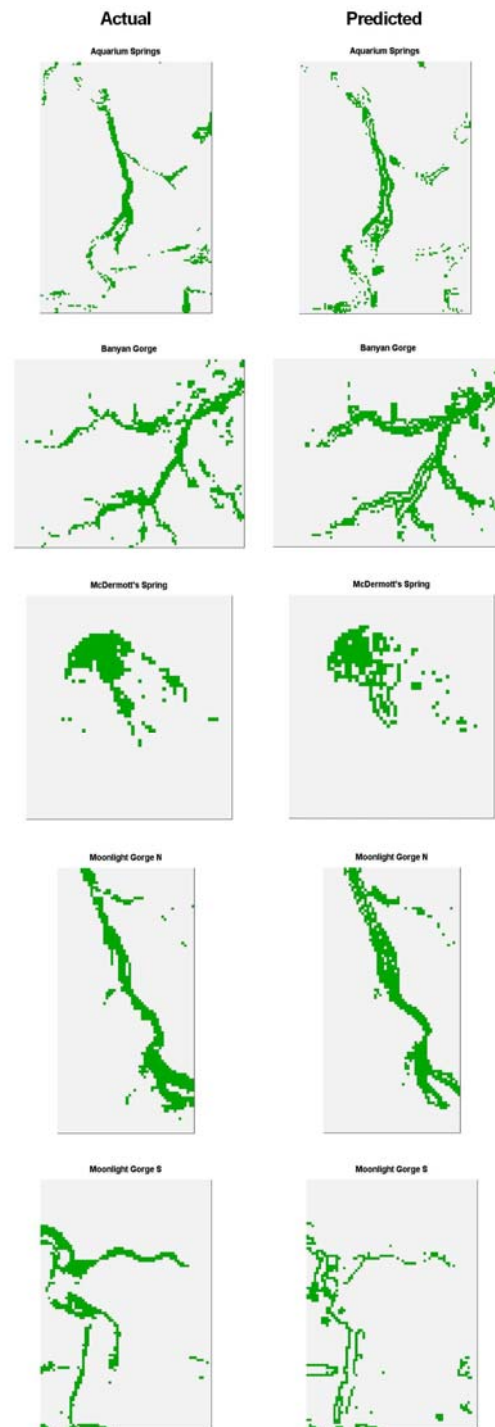 Actual Predicted
Aquarium Springs Aquarium Springs
Banyan Gorge Banyan Gorge
McDermott's Spring McDermott's Spring
Moonlight Gorge N Moonlight Gorge N
Moonlight Gorge S Moonlight Gorge S